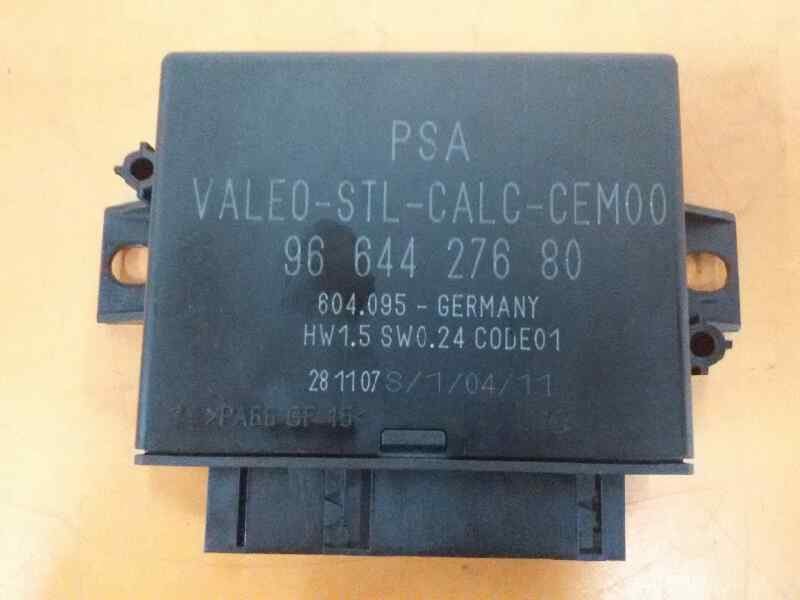 PSA
VALEO-STL-CALC-CEM00
96 644 276 80
604.095 - GERMANY
HW1.5 SW0.24 CODE01
281107 S/1/04/11
>PA66 GF 15<